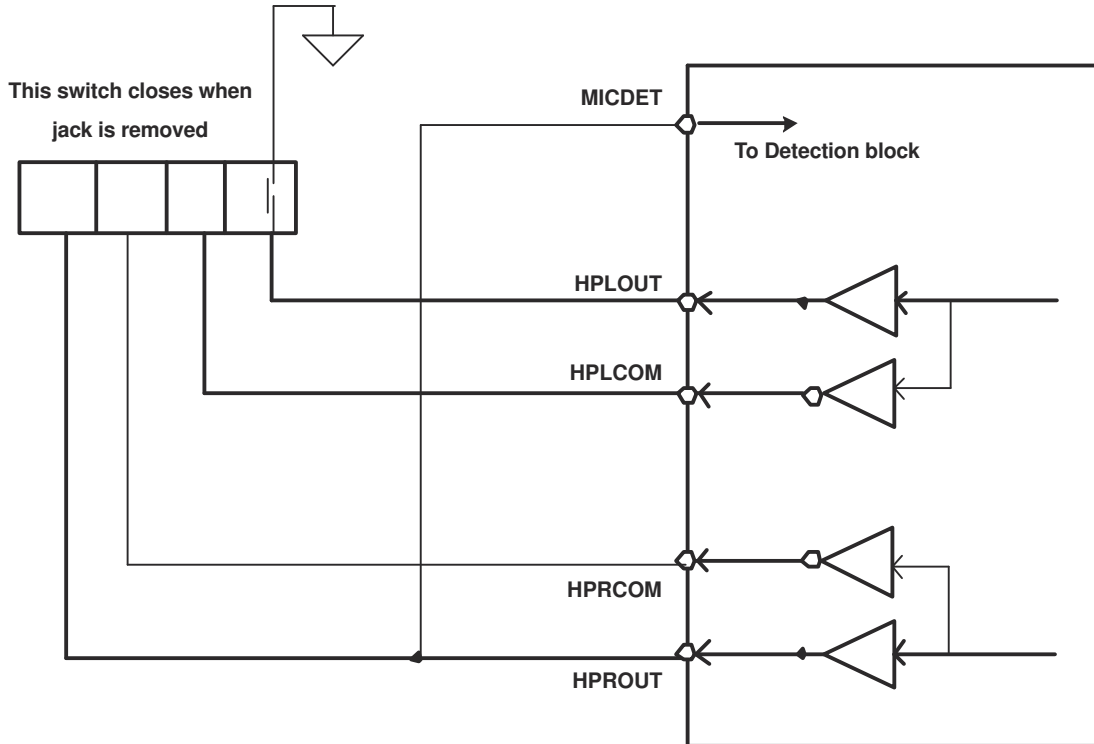 This switch closes when
jack is removed
MICDET
To Detection block
HPLOUT
HPLCOM
HPRCOM
HPROUT